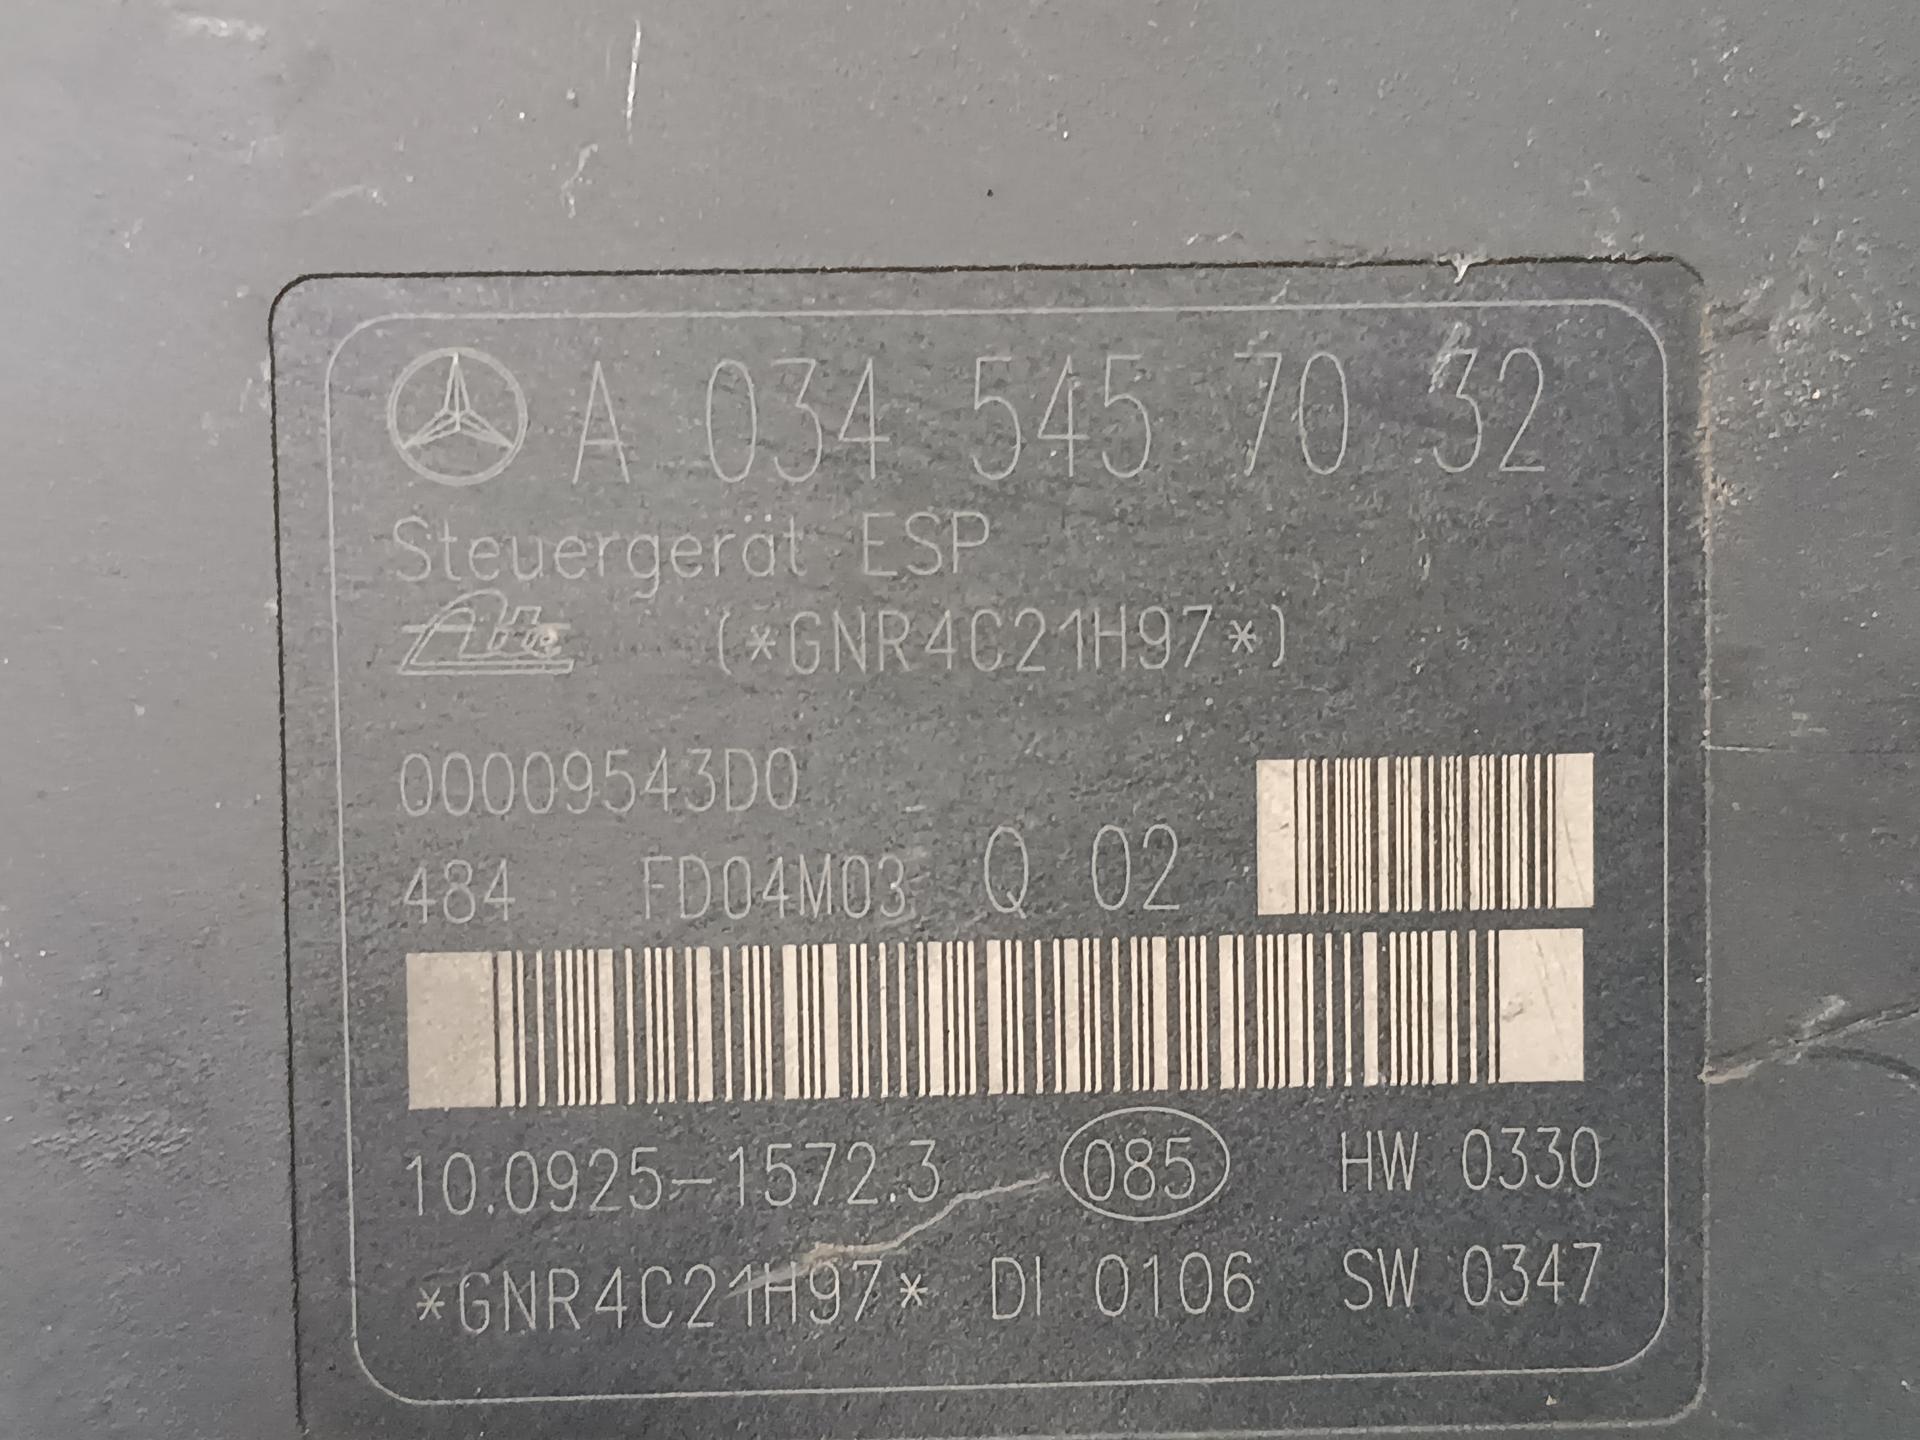 A 034 545 70 32
Steuergerät ESP
Ate (*GNR4C21H97*)
00009543D0
484 FD04M03 Q 02
10.0925-1572.3 085 HW 0330
*GNR4C21H97* DI 0106 SW 0347